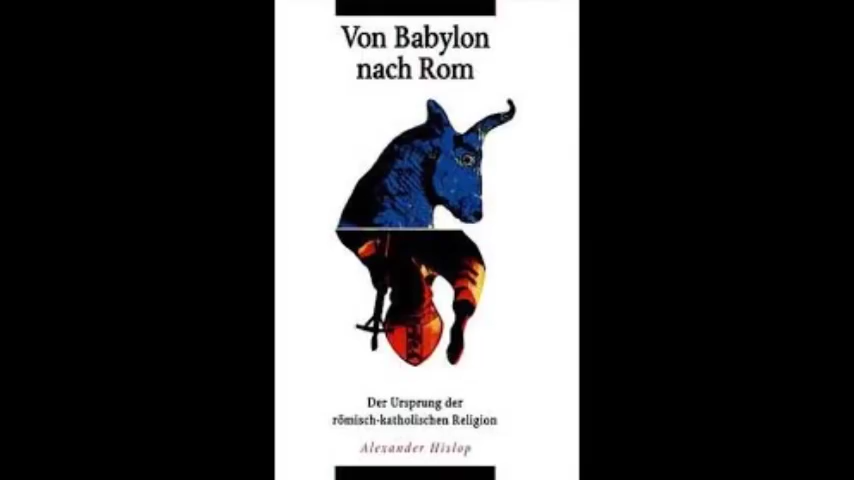 Von Babylon
nach Rom
Der Ursprung der
römisch-katholischen Religion
Alexander Hislop